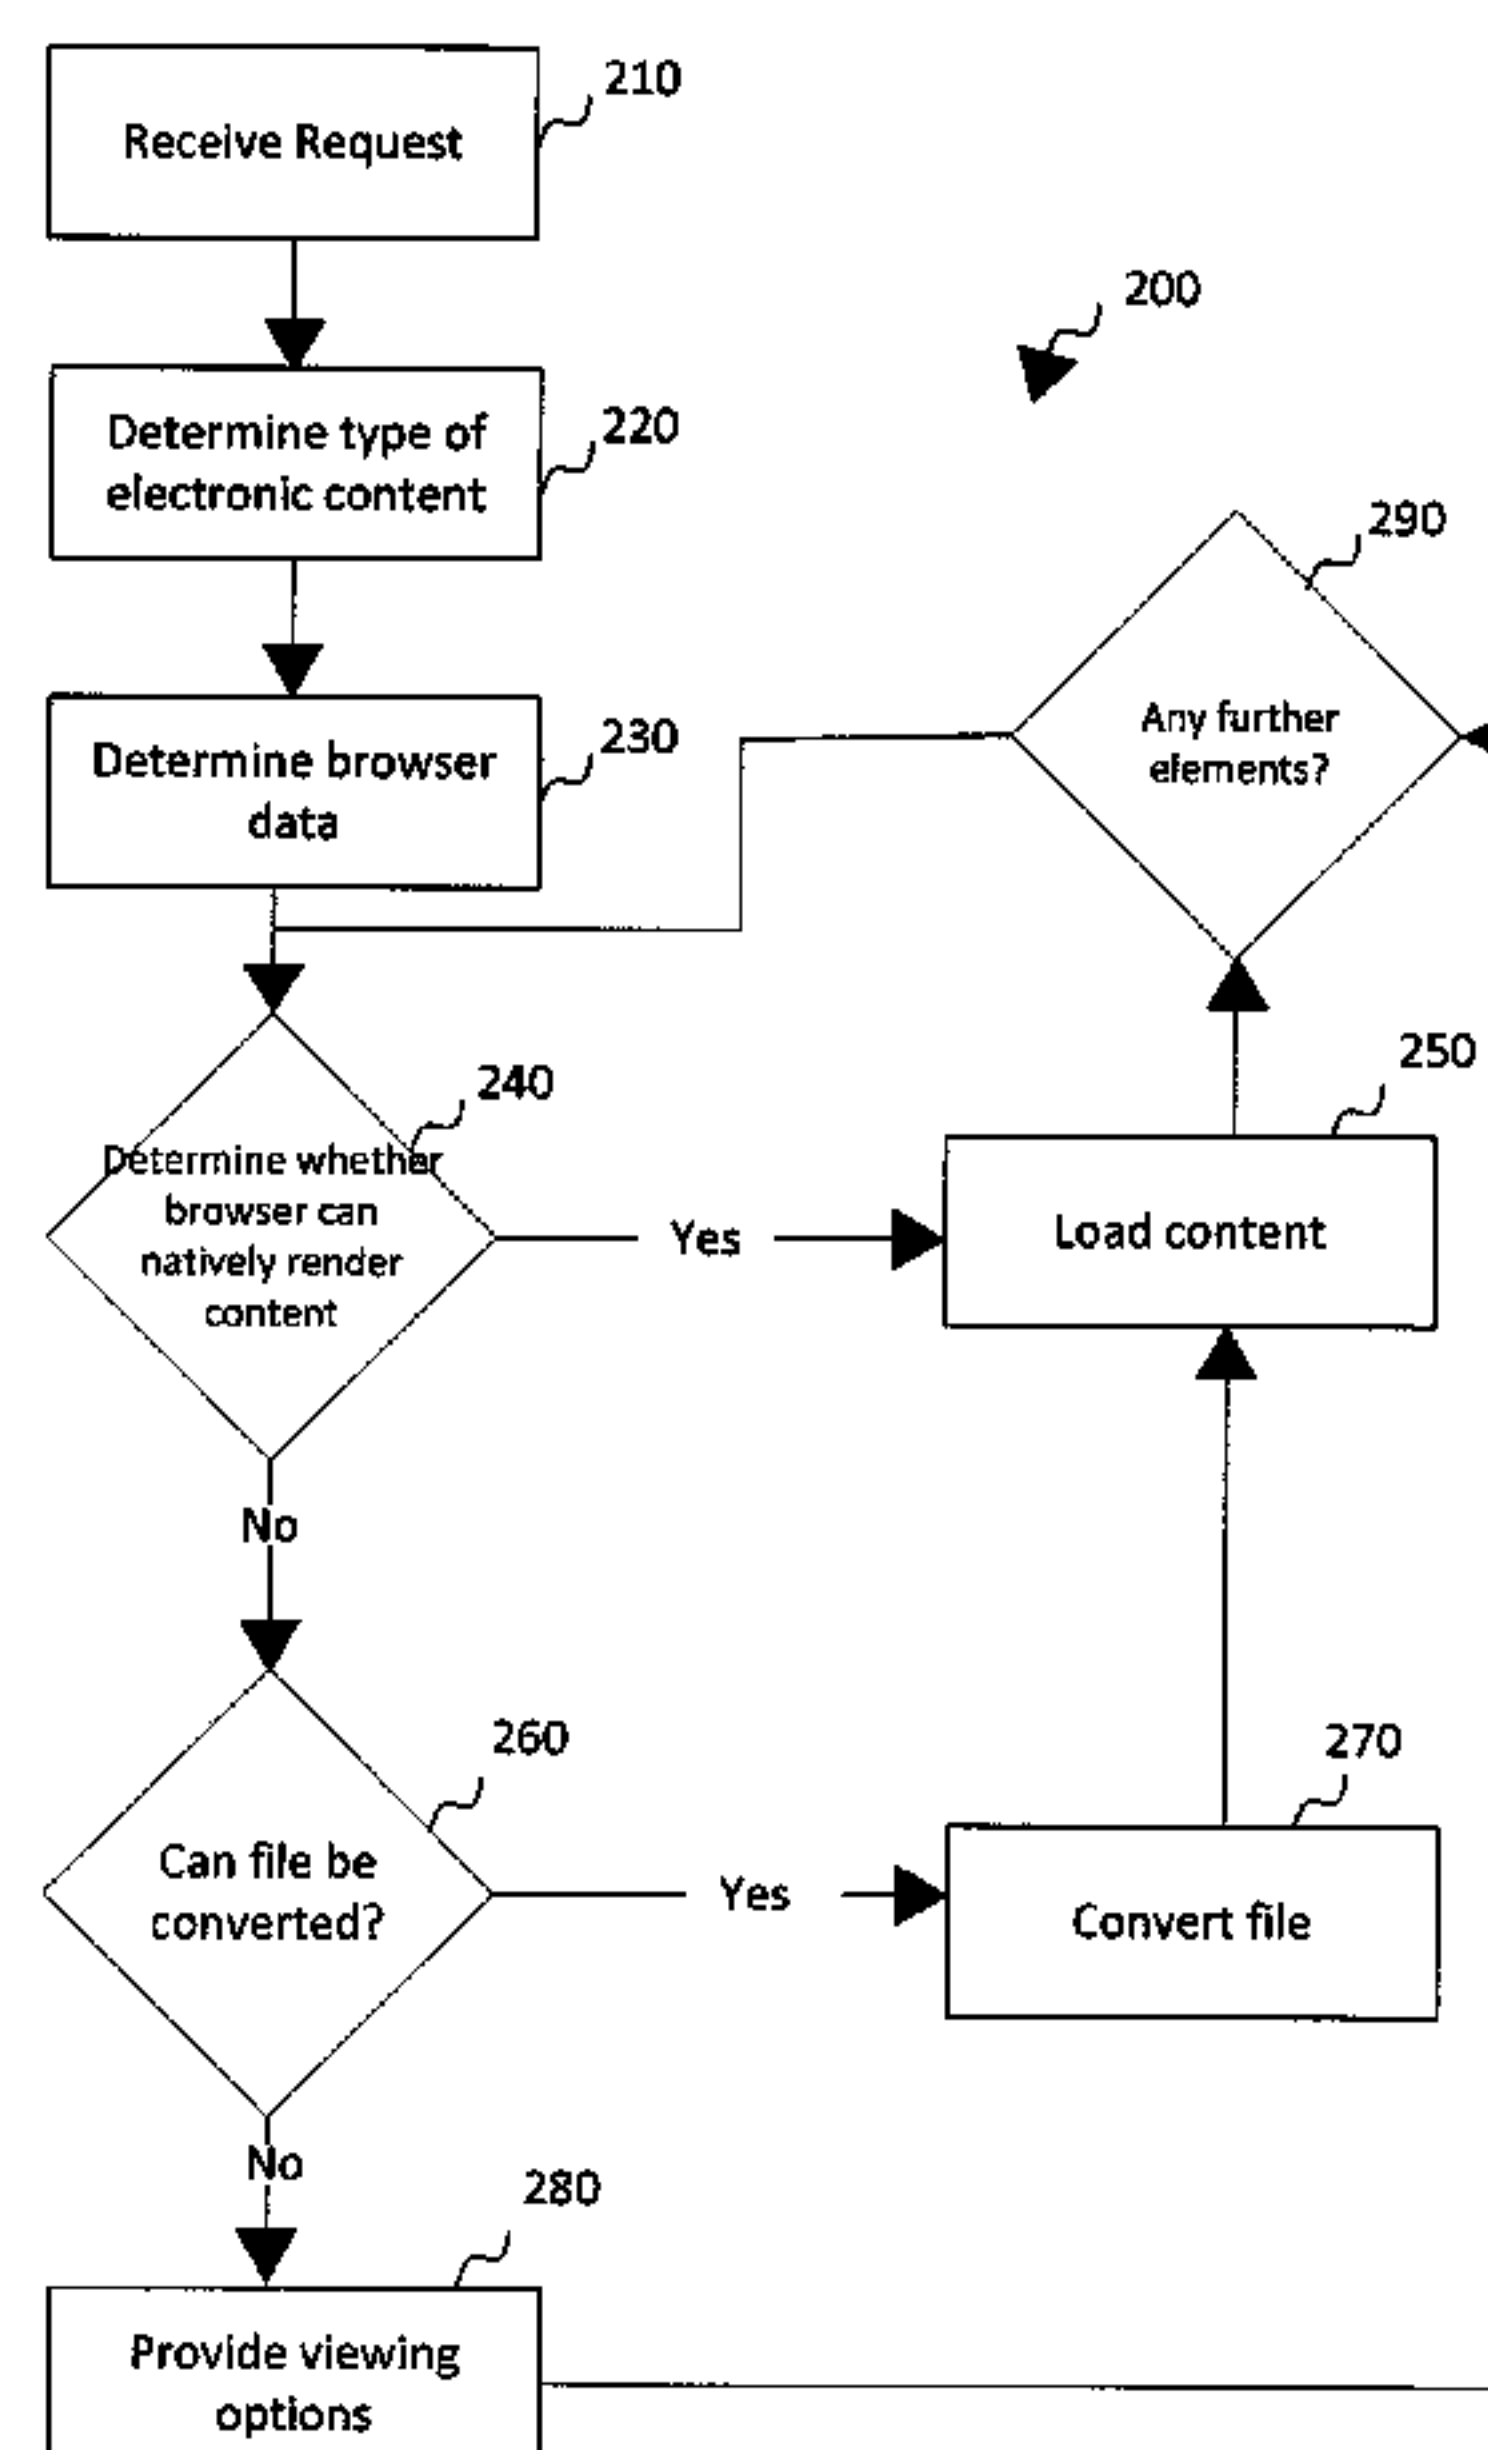 210
Receive Request
200
220
Determine type of
electronic content
290
230
Determine browser
data
Any further
elements?
240
250
Determine whether
browser can
natively render
content
Yes
Load content
No
260
270
Can file be
converted?
Yes
Convert file
No
280
Provide viewing
options